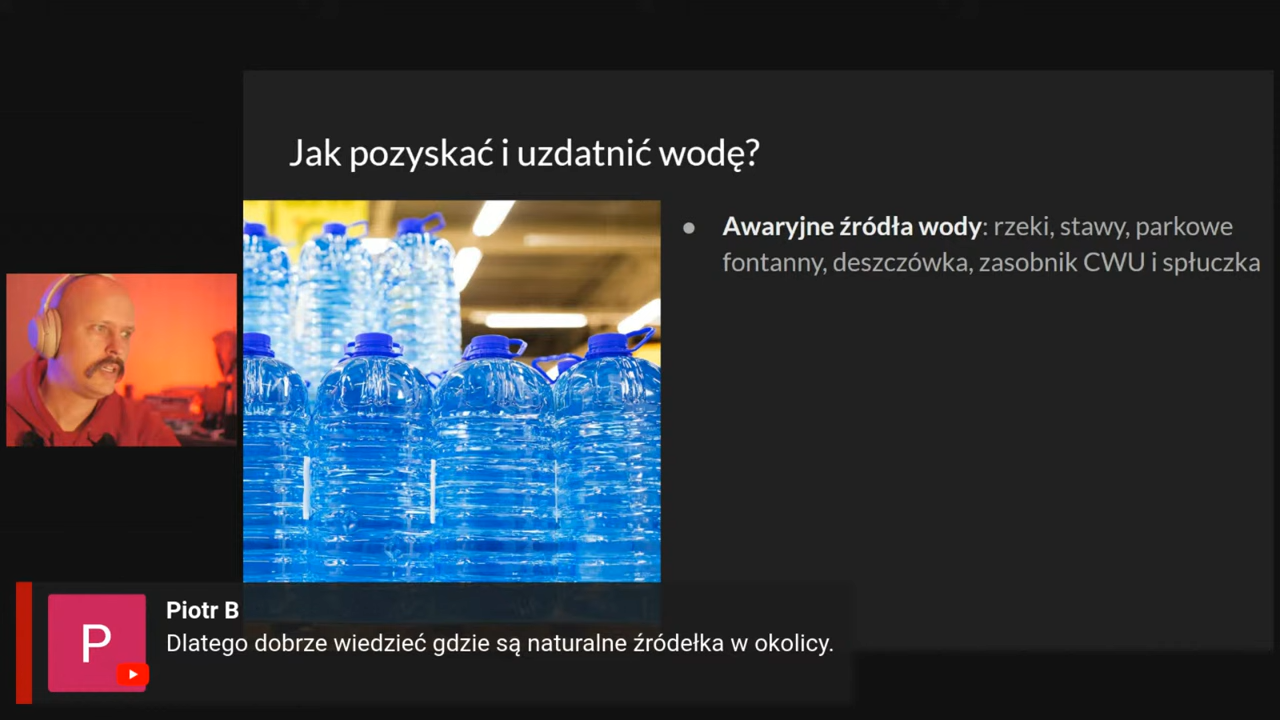 Jak pozyskać i uzdatnić wodę?
● Awaryjne źródła wody: rzeki, stawy, parkowe
fontanny, deszczówka, zasobnik CWU i spłuczka
P
Piotr B
Dlatego dobrze wiedzieć gdzie są naturalne źródełka w okolicy.